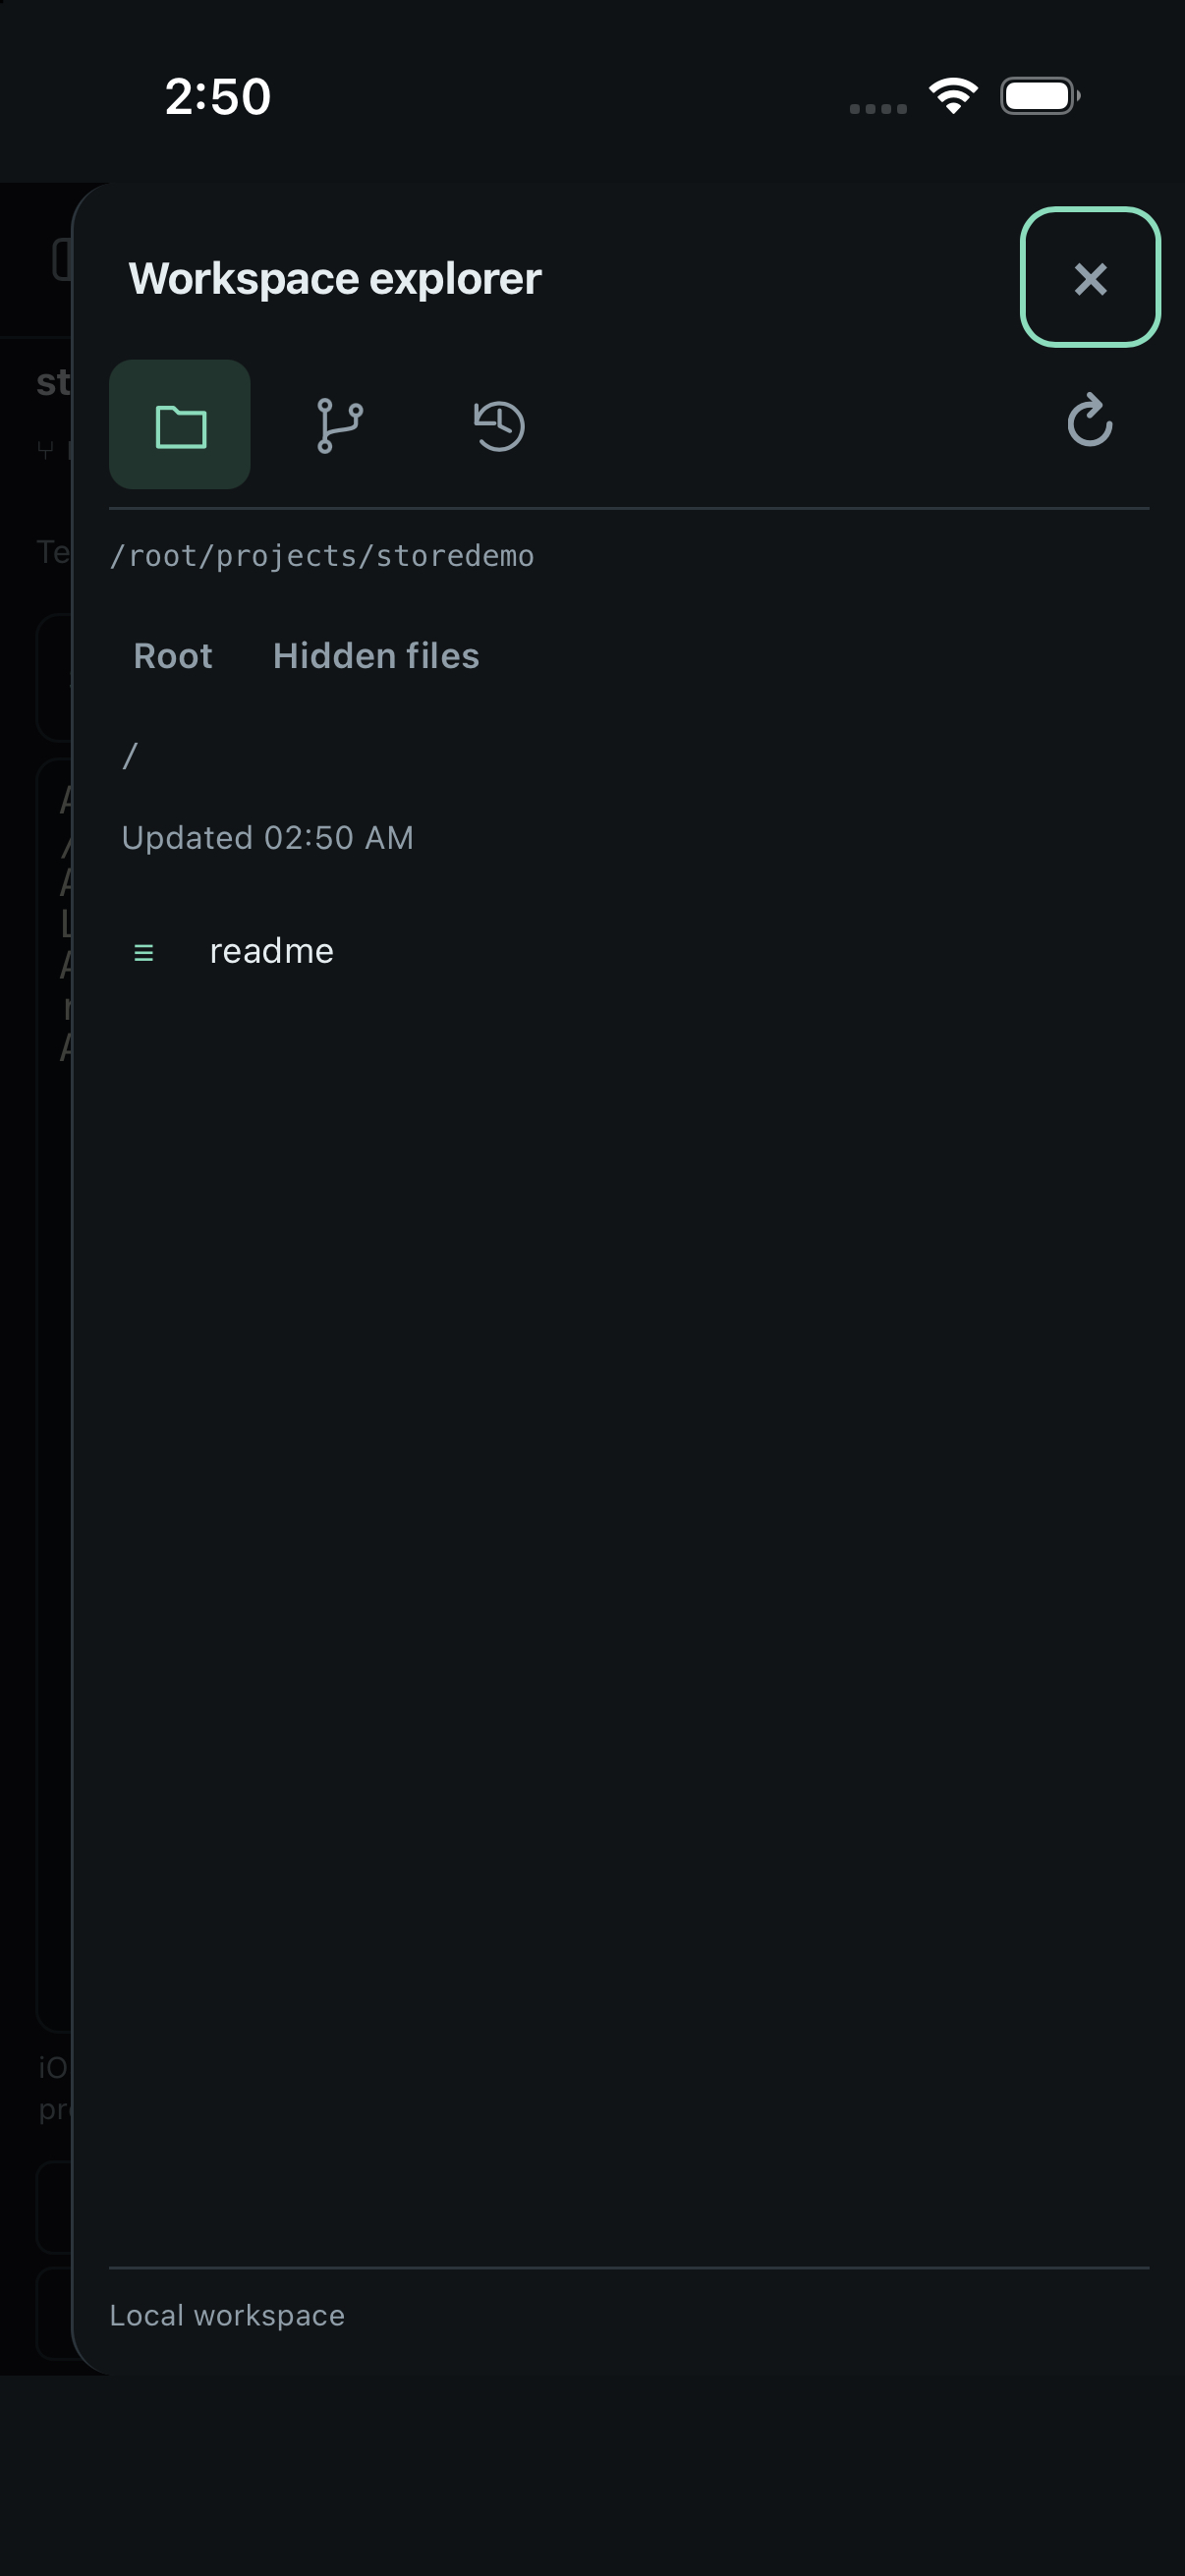 2:50
Workspace explorer
/root/projects/storedemo
Root Hidden files
/
Updated 02:50 AM
readme
Local workspace